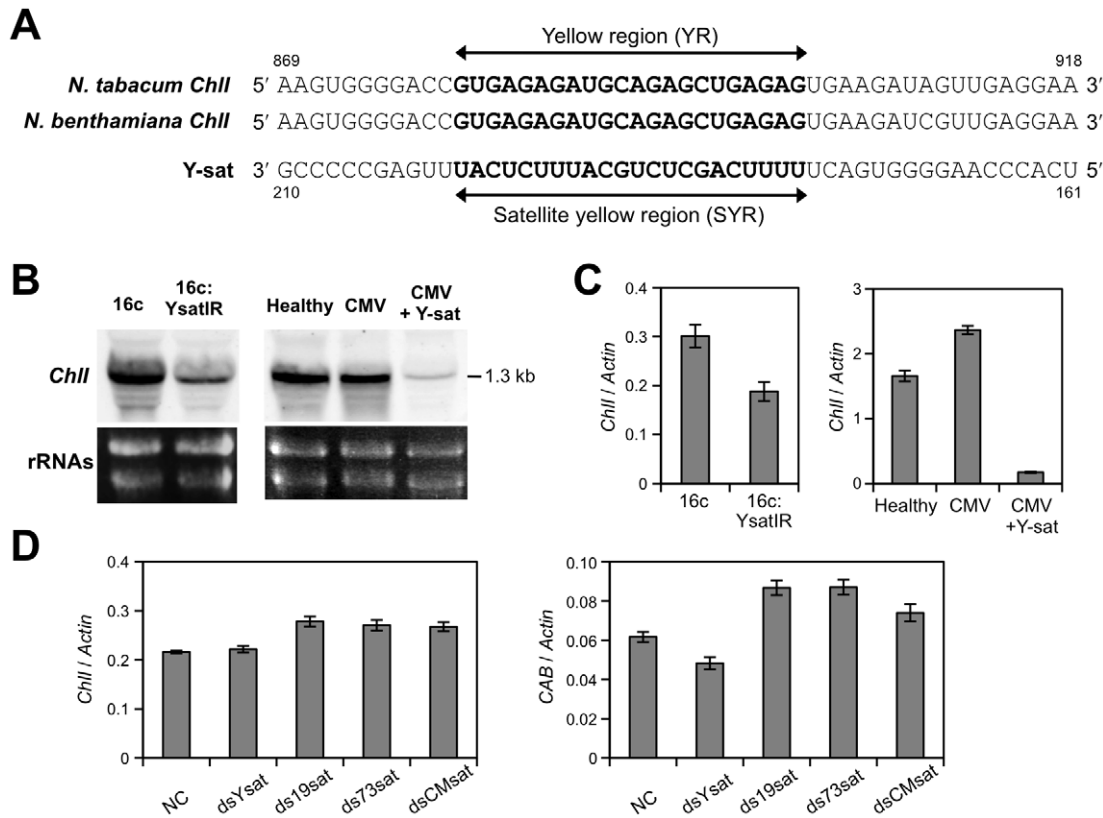 A
Yellow region (YR)
869 918
N. tabacum ChlI 5′ AAGUGGGGACCGUGAGAGAUGCAGAGCUGAGAGUGAAGAUAGUUGAGGAA 3′
N. benthamiana ChlI 5′ AAGUGGGGACCGUGAGAGAUGCAGAGCUGAGAGUGAAGAUCGUUGAGGAA 3′
Y-sat 3′ GCCCCCGAGUUUACUCUUUACGUCUCGACUUUUUCAGUGGGGAACCCACU 5′
210 161
Satellite yellow region (SYR)
B
16c
16c:
YsatIR
Healthy
CMV
CMV
+ Y-sat
ChlI
1.3 kb
rRNAs
C
ChlI / Actin
0.4
0.3
0.2
0.1
0
16c
16c:
YsatIR
ChlI / Actin
3
2
1
0
Healthy
CMV
CMV
+Y-sat
D
ChlI / Actin
0.4
0.3
0.2
0.1
0
NC
dsYsat
ds19sat
ds73sat
dsCMsat
CAB / Actin
0.10
0.08
0.06
0.04
0.02
0
NC
dsYsat
ds19sat
ds73sat
dsCMsat